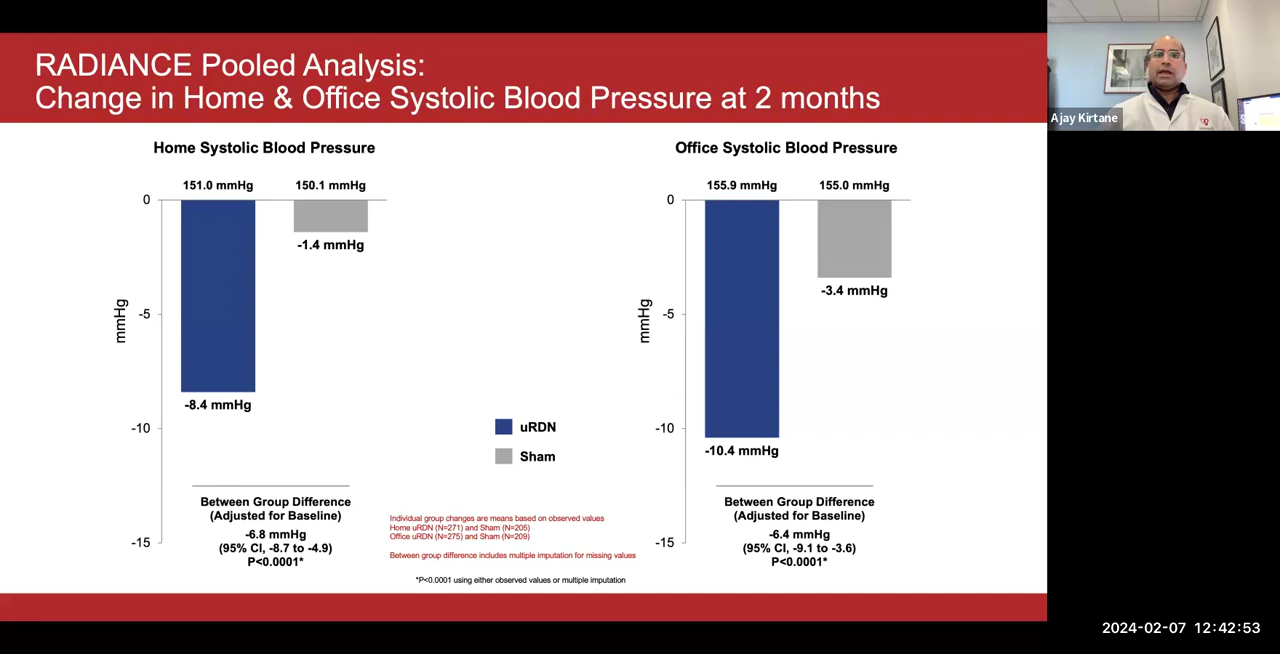 RADIANCE Pooled Analysis:
Change in Home & Office Systolic Blood Pressure at 2 months
Ajay Kirtane
Home Systolic Blood Pressure
151.0 mmHg
150.1 mmHg
0
-5
-10
-15
mmHg
-1.4 mmHg
-8.4 mmHg
Between Group Difference
(Adjusted for Baseline)
-6.8 mmHg
(95% CI, -8.7 to -4.9)
P<0.0001*
uRDN
Sham
Individual group changes are means based on observed values
Home uRDN (N=271) and Sham (N=205)
Office uRDN (N=275) and Sham (N=209)
Between group difference includes multiple imputation for missing values
*P<0.0001 using either observed values or multiple imputation
Office Systolic Blood Pressure
155.9 mmHg
155.0 mmHg
0
-5
-10
-15
mmHg
-3.4 mmHg
-10.4 mmHg
Between Group Difference
(Adjusted for Baseline)
-6.4 mmHg
(95% CI, -9.1 to -3.6)
P<0.0001*
2024-02-07 12:42:53